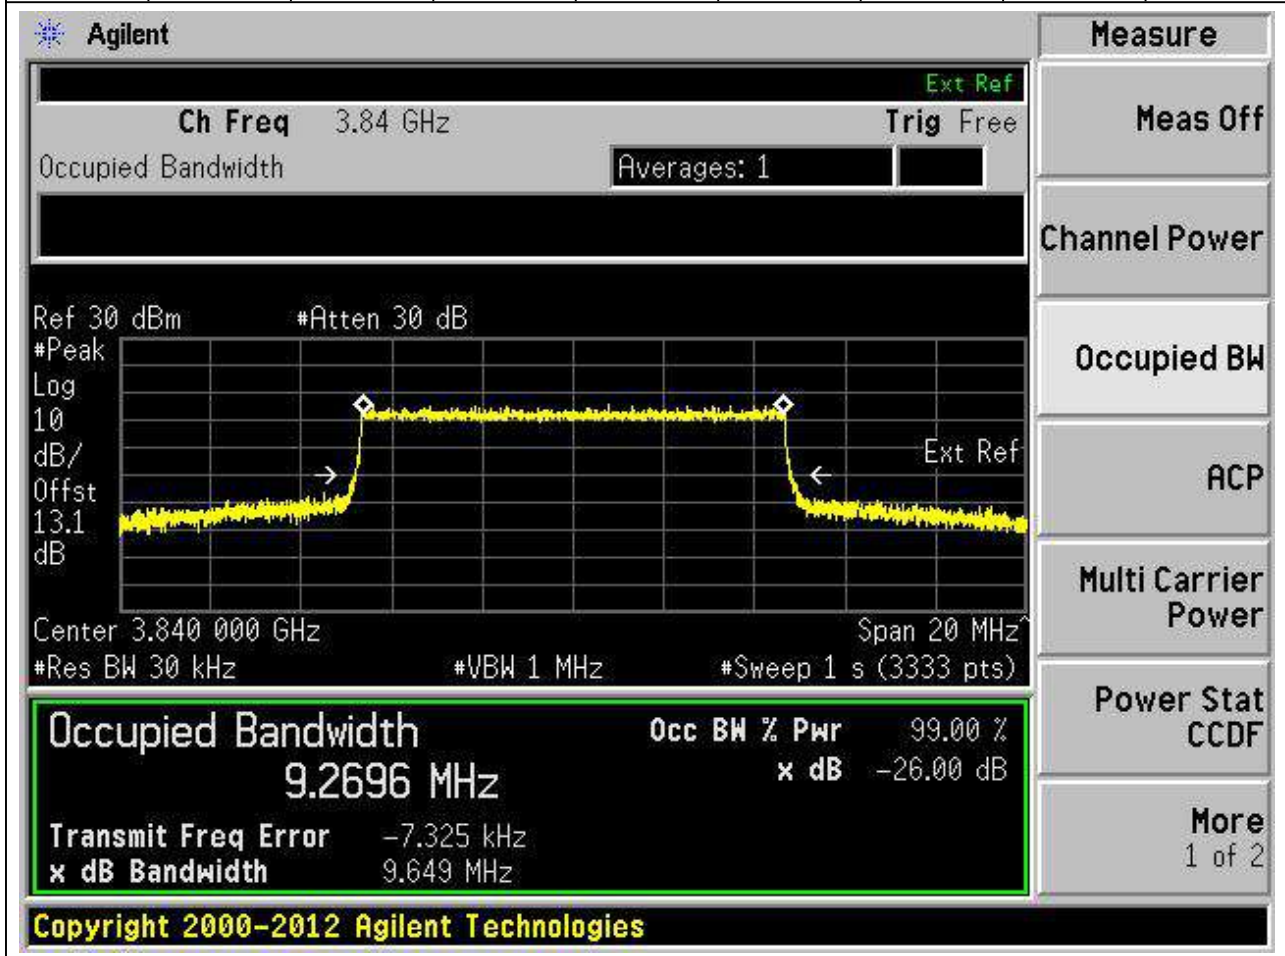 Agilent
Measure
Ext Ref
Ch Freq 3.84 GHz Trig Free
Meas Off
Occupied Bandwidth Averages: 1
Channel Power
Ref 30 dBm #Atten 30 dB
#Peak
Log
10
dB/
Offst
13.1
dB
Ext Ref
Occupied BW
ACP
Center 3.840 000 GHz Span 20 MHz^
#Res BW 30 kHz #VBW 1 MHz #Sweep 1 s (3333 pts)
Multi Carrier
Power
Occupied Bandwidth Occ BW % Pwr 99.00 %
9.2696 MHz x dB -26.00 dB
Transmit Freq Error -7.325 kHz
x dB Bandwidth 9.649 MHz
Power Stat
CCDF
More
1 of 2
Copyright 2000-2012 Agilent Technologies